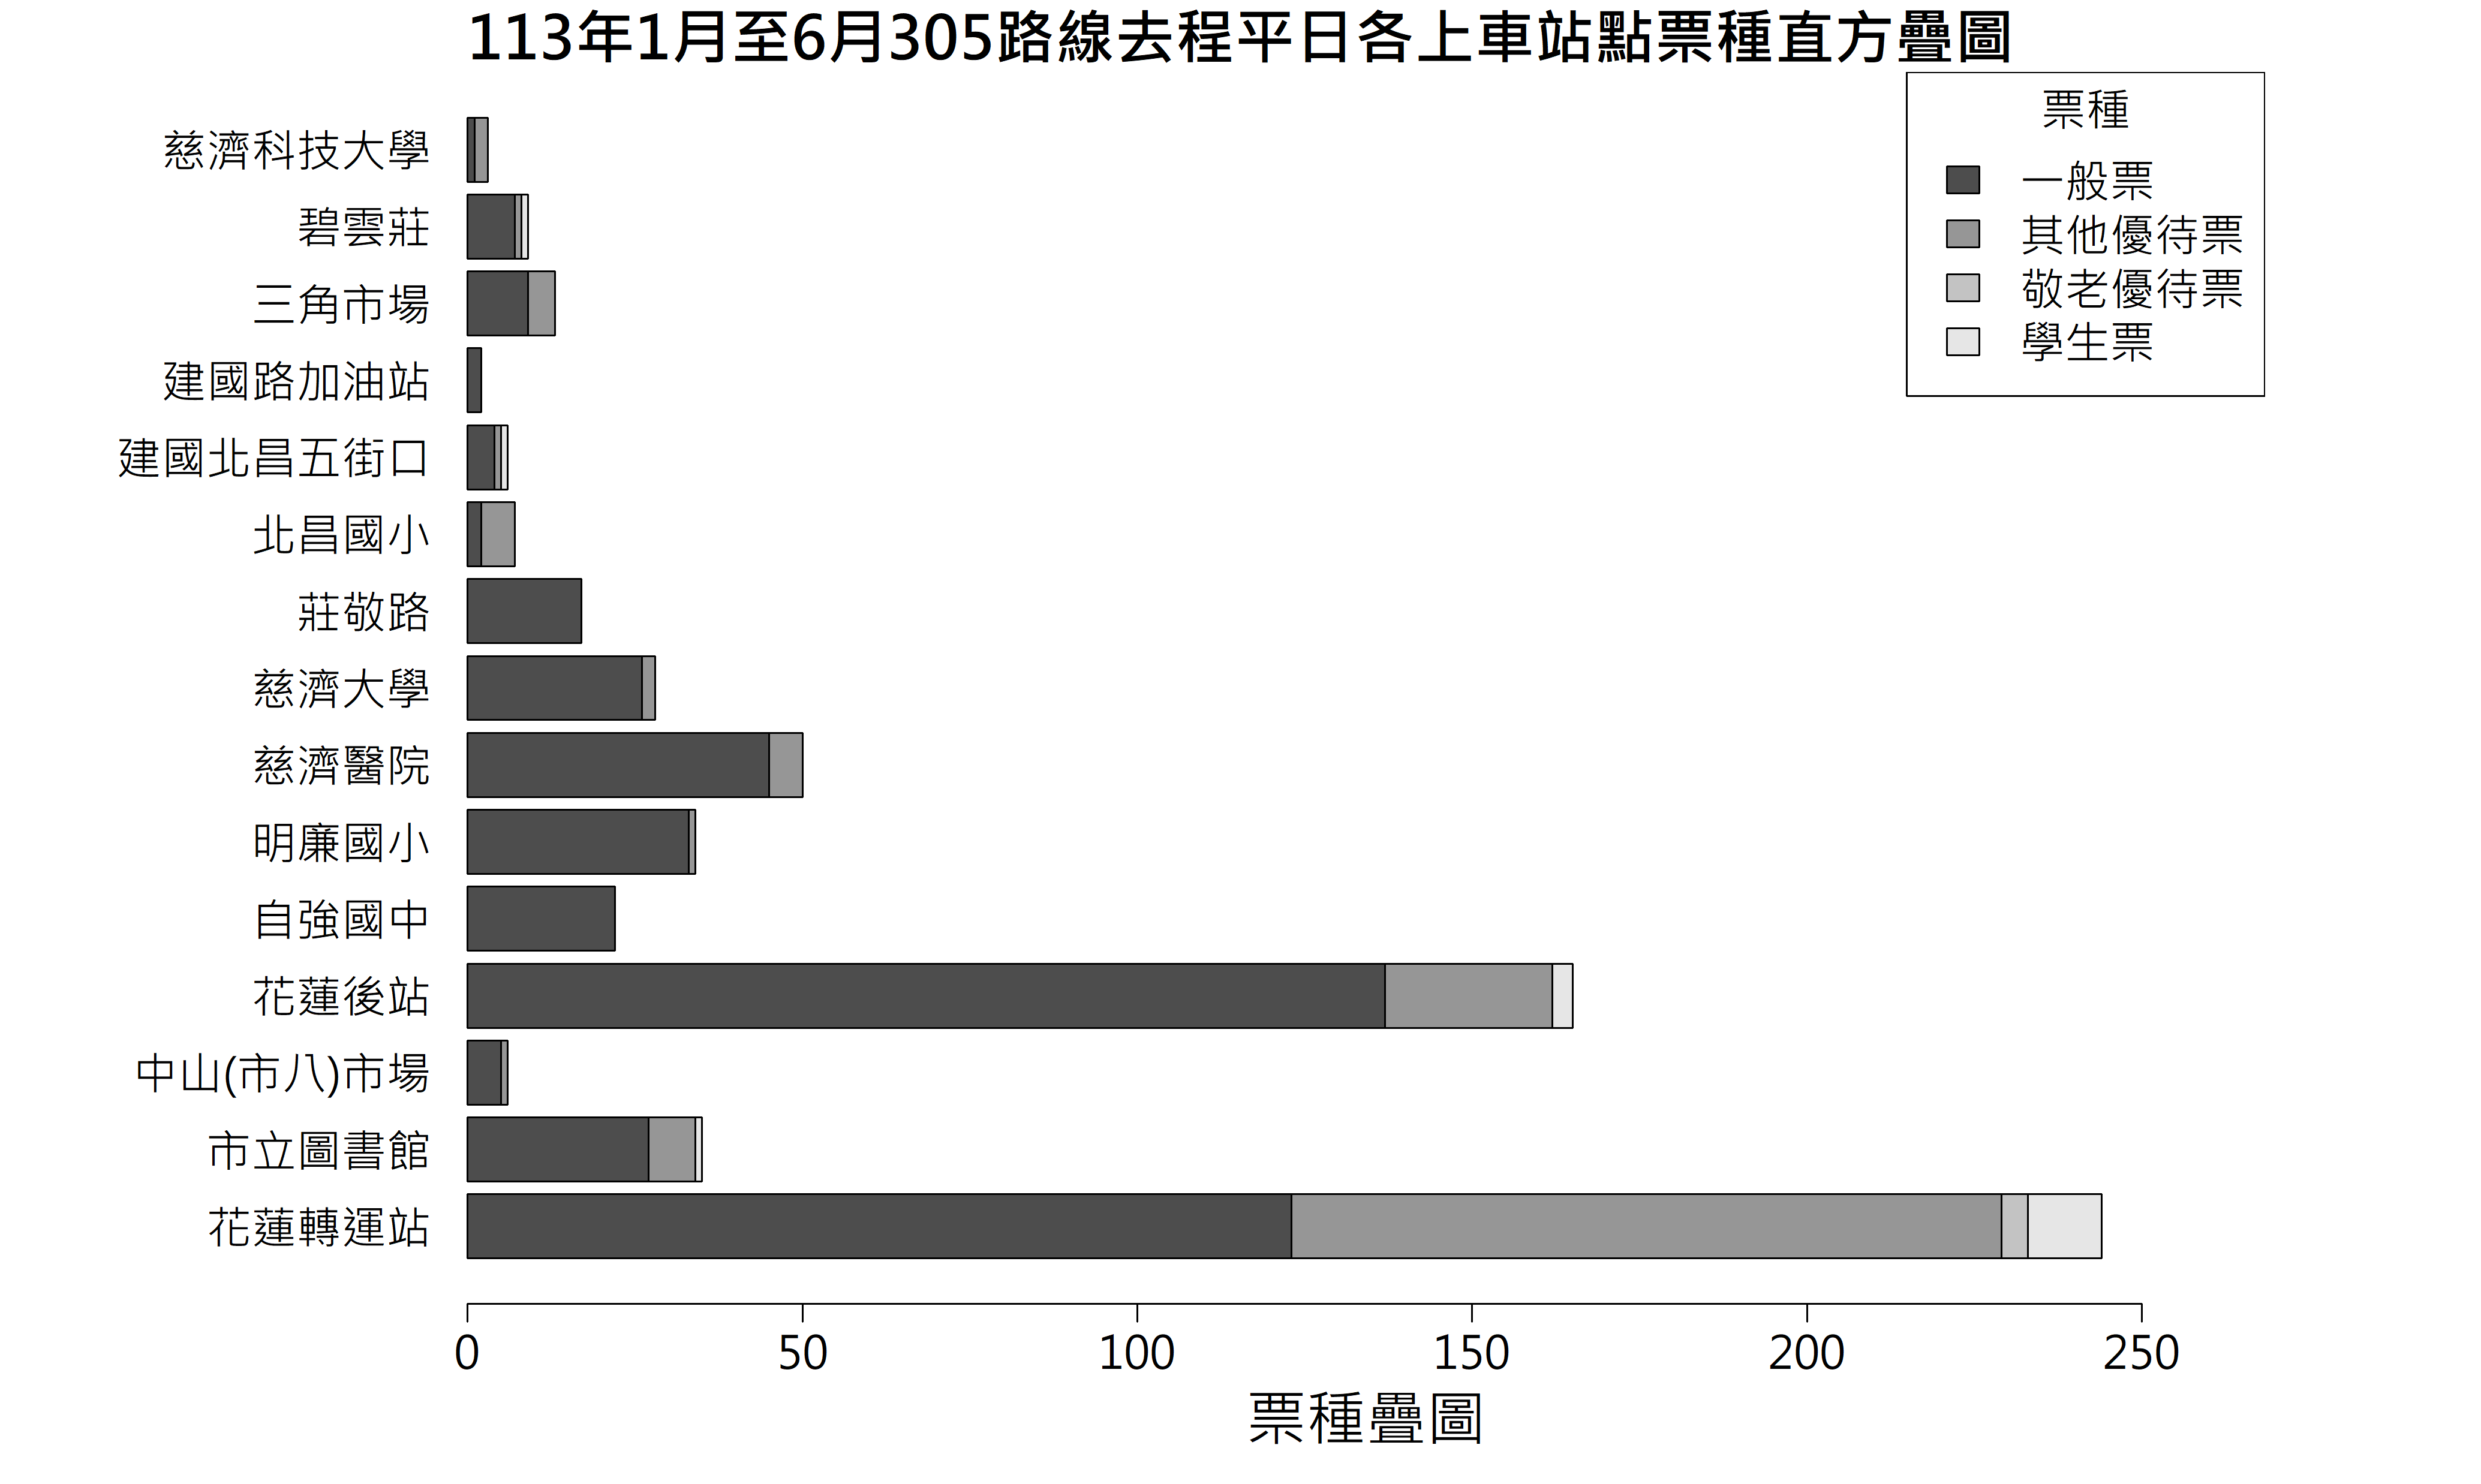 113年1月至6月305路線去程平日各上車站點票種直方疊圖
票種
一般票
其他優待票
敬老優待票
學生票
慈濟科技大學
碧雲莊
三角市場
建國路加油站
建國北昌五街口
北昌國小
莊敬路
慈濟大學
慈濟醫院
明廉國小
自強國中
花蓮後站
中山(市八)市場
市立圖書館
花蓮轉運站
0 50 100 150 200 250
票種疊圖